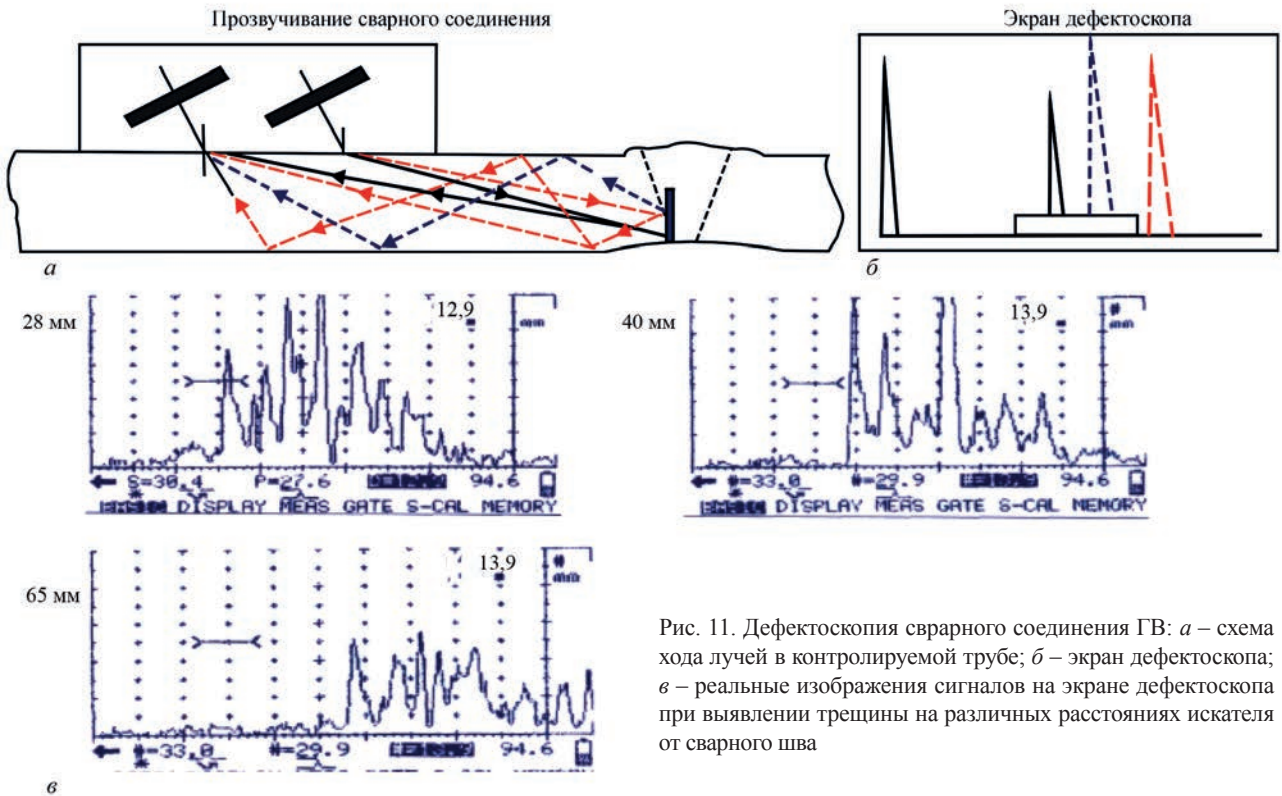 Прозвучивание сварного соединения
Экран дефектоскопа
а
б
28 мм
12,9
S=30.4 P=27.6 94.6
DISPLAY MEAS GATE S-CAL MEMORY
40 мм
13,9
=33.0 =29.9 94.6
DISPLAY MEAS GATE S-CAL MEMORY
65 мм
13,9
=33.0 =29.9 94.6
в
Рис. 11. Дефектоскопия сврарного соединения ГВ: а – схема
хода лучей в контролируемой трубе; б – экран дефектоскопа;
в – реальные изображения сигналов на экране дефектоскопа
при выявлении трещины на различных расстояниях искателя
от сварного шва